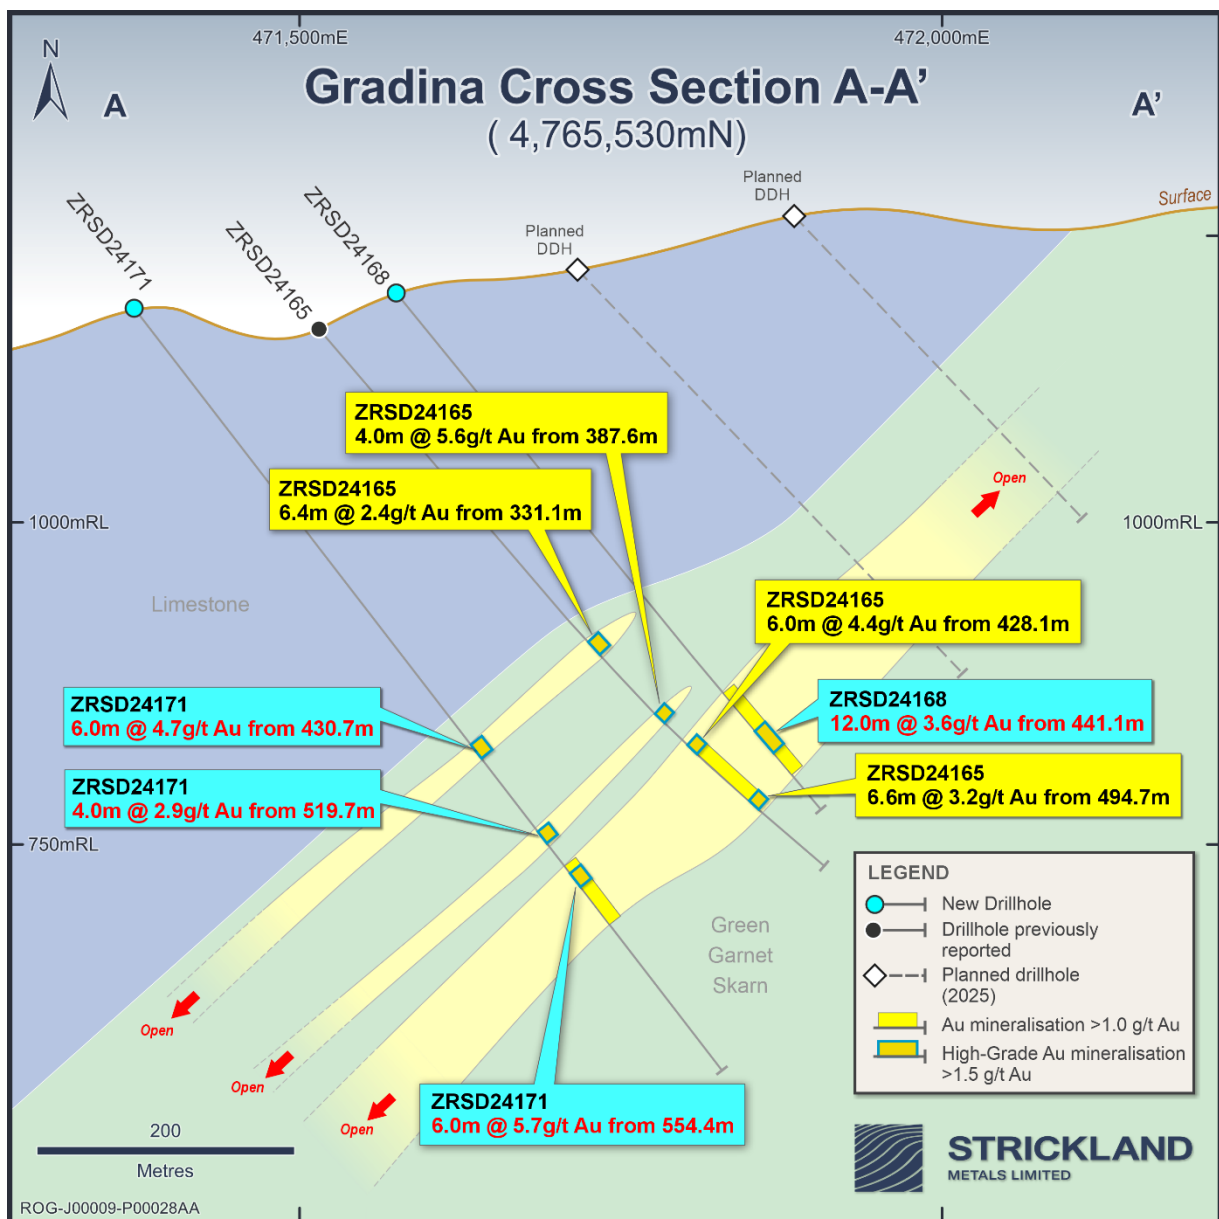 471,500mE
472,000mE
N
A
Gradina Cross Section A-A’
( 4,765,530mN)
A’
Surface
Planned
DDH
Planned
DDH
ZRSD24171
ZRSD24165
ZRSD24168
ZRSD24165
4.0m @ 5.6g/t Au from 387.6m
ZRSD24165
6.4m @ 2.4g/t Au from 331.1m
Open
1000mRL
1000mRL
Limestone
ZRSD24165
6.0m @ 4.4g/t Au from 428.1m
ZRSD24171
6.0m @ 4.7g/t Au from 430.7m
ZRSD24168
12.0m @ 3.6g/t Au from 441.1m
ZRSD24171
4.0m @ 2.9g/t Au from 519.7m
ZRSD24165
6.6m @ 3.2g/t Au from 494.7m
750mRL
Green
Garnet
Skarn
LEGEND
New Drillhole
Drillhole previously
reported
Planned drillhole
(2025)
Au mineralisation >1.0 g/t Au
High-Grade Au mineralisation
>1.5 g/t Au
Open
Open
Open
ZRSD24171
6.0m @ 5.7g/t Au from 554.4m
200
Metres
STRICKLAND
METALS LIMITED
ROG-J00009-P00028AA